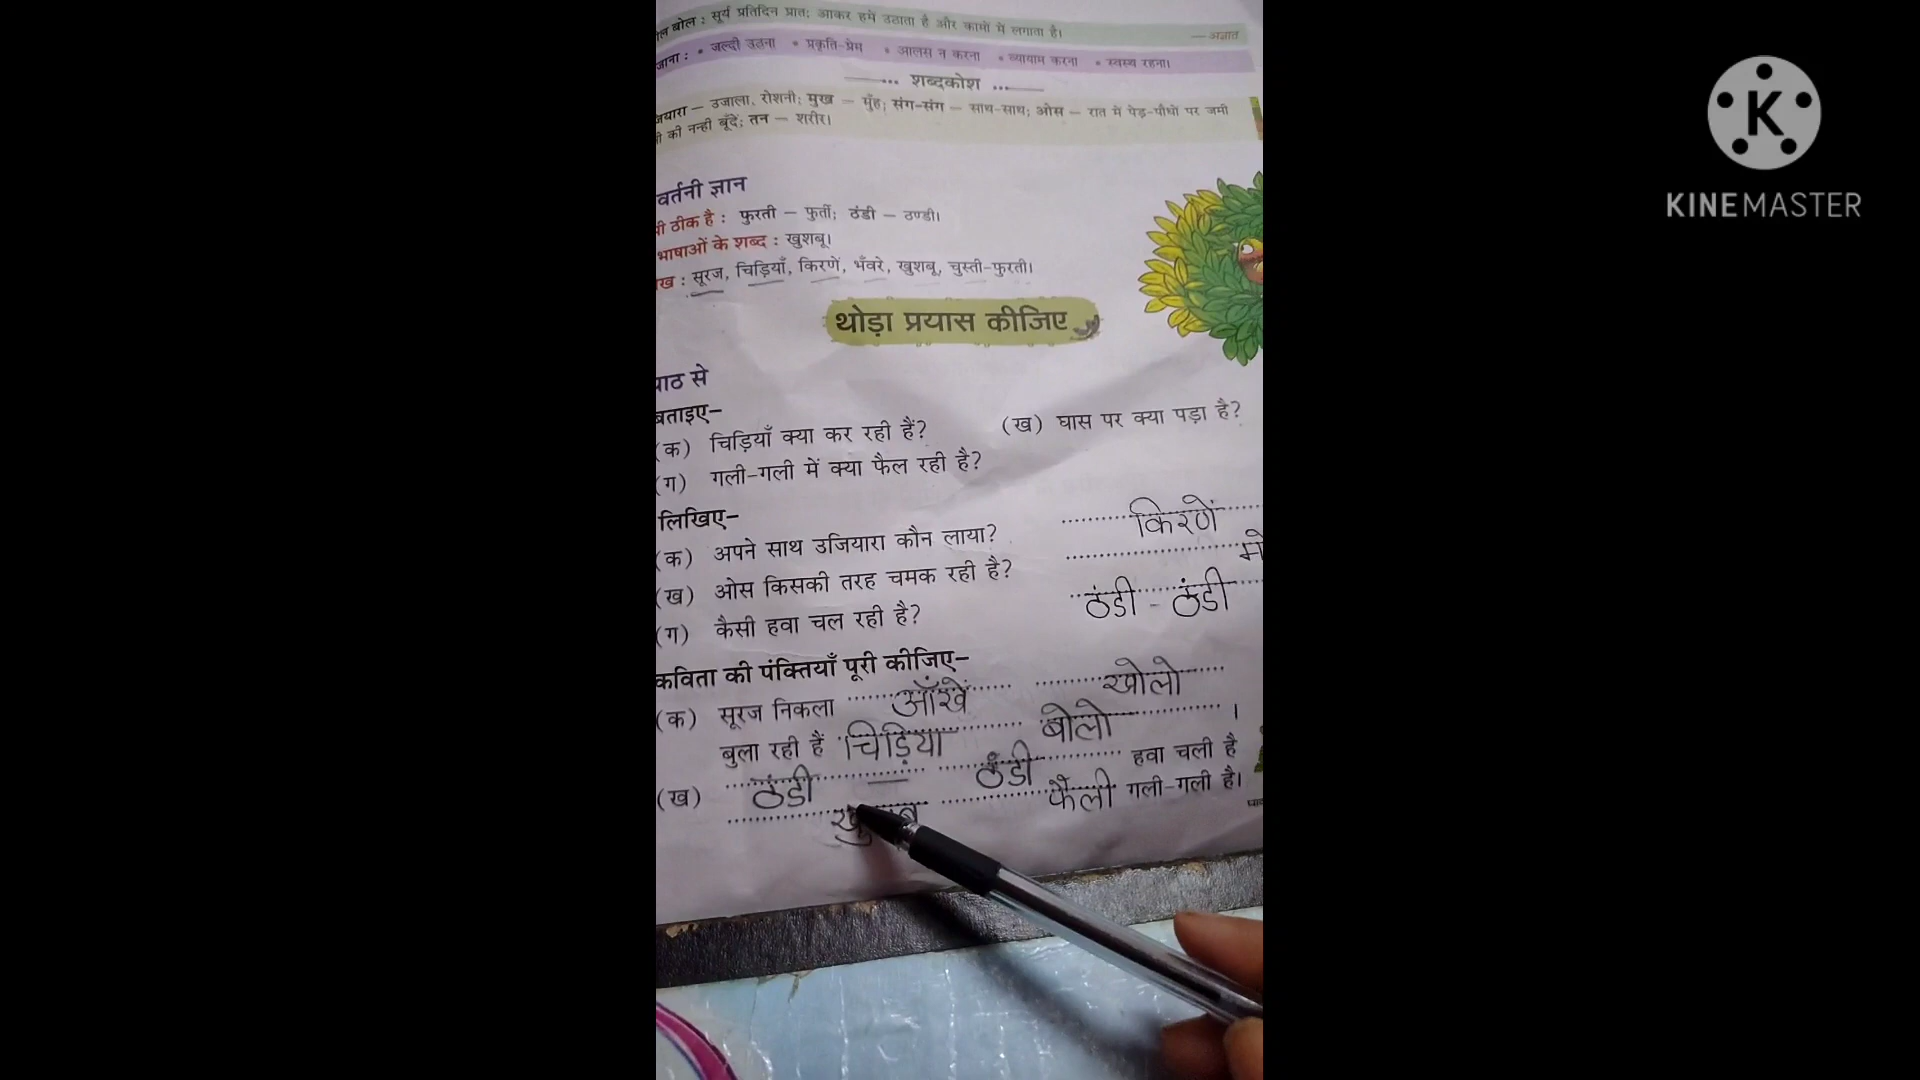 बोल : सूर्य प्रतिदिन प्रातः आकर हमें उठाता है और कामों में लगाता है।
— अज्ञात
जाना : • जल्दी उठना • प्रकृति-प्रेम • आलस न करना • व्यायाम करना • स्वस्थ रहना।
शब्दकोश
— उजाला, रोशनी; मुख — मुँह; संग-संग — साथ-साथ; ओस — रात में पेड़-पौधों पर जमी
की नन्ही बूँदें; तन — शरीर।
वर्तनी ज्ञान
ठीक है : फुरती — फुर्ती; ठंडी — ठण्डी।
भाषाओं के शब्द : खुशबू।
: सूरज, चिड़ियाँ, किरणें, भँवरे, खुशबू, चुस्ती-फुरती।
थोड़ा प्रयास कीजिए
पाठ से
बताइए–
(क) चिड़ियाँ क्या कर रही हैं? (ख) घास पर क्या पड़ा है?
(ग) गली-गली में क्या फैल रही है?
लिखिए–
(क) अपने साथ उजियारा कौन लाया? किरणें
(ख) ओस किसकी तरह चमक रही है?
(ग) कैसी हवा चल रही है? ठंडी - ठंडी
कविता की पंक्तियाँ पूरी कीजिए–
(क) सूरज निकला आँखें खोलो
बुला रही हैं चिड़िया बोलो ।
(ख) ठंडी — ठंडी हवा चली है
फैली गली-गली है।
KINEMASTER